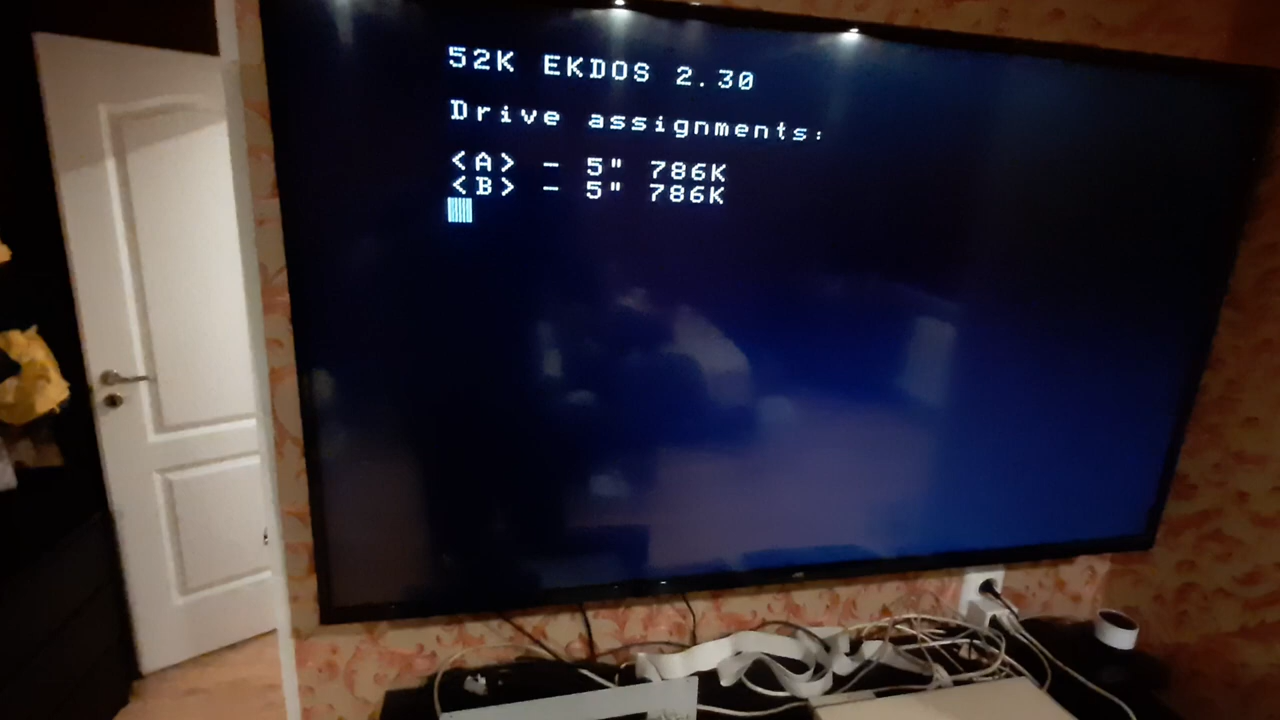 52K EKDOS 2.30
Drive assignments:
<A> - 5" 786K
<B> - 5" 786K